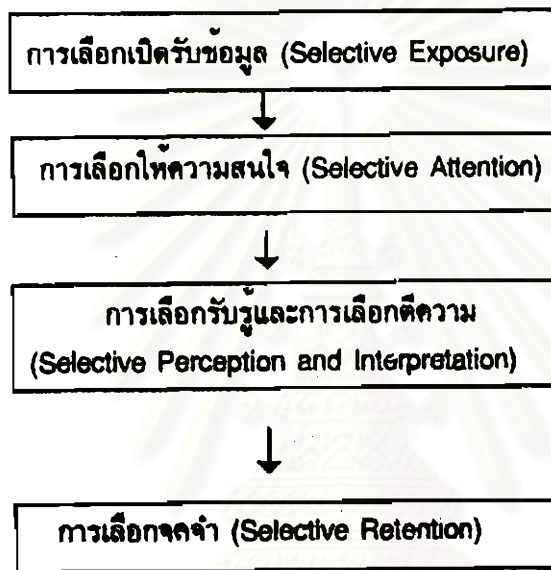 การเลือกเปิดรับข้อมูล (Selective Exposure)
การเลือกให้ความสนใจ (Selective Attention)
การเลือกรับรู้และการเลือกตีความ
(Selective Perception and Interpretation)
การเลือกจดจำ (Selective Retention)